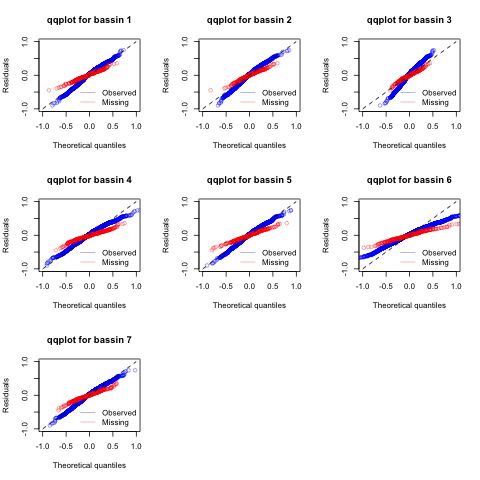 qqplot for bassin 1
Residuals
1.0
0.0
-1.0
Observed
Missing
-1.0 -0.5 0.0 0.5 1.0
Theoretical quantiles
qqplot for bassin 2
Residuals
1.0
0.0
-1.0
Observed
Missing
-1.0 -0.5 0.0 0.5 1.0
Theoretical quantiles
qqplot for bassin 3
Residuals
1.0
0.0
-1.0
Observed
Missing
-1.0 -0.5 0.0 0.5 1.0
Theoretical quantiles
qqplot for bassin 4
Residuals
1.0
0.0
-1.0
Observed
Missing
-1.0 -0.5 0.0 0.5 1.0
Theoretical quantiles
qqplot for bassin 5
Residuals
1.0
0.0
-1.0
Observed
Missing
-1.0 -0.5 0.0 0.5 1.0
Theoretical quantiles
qqplot for bassin 6
Residuals
1.0
0.0
-1.0
Observed
Missing
-1.0 -0.5 0.0 0.5 1.0
Theoretical quantiles
qqplot for bassin 7
Residuals
1.0
0.0
-1.0
Observed
Missing
-1.0 -0.5 0.0 0.5 1.0
Theoretical quantiles